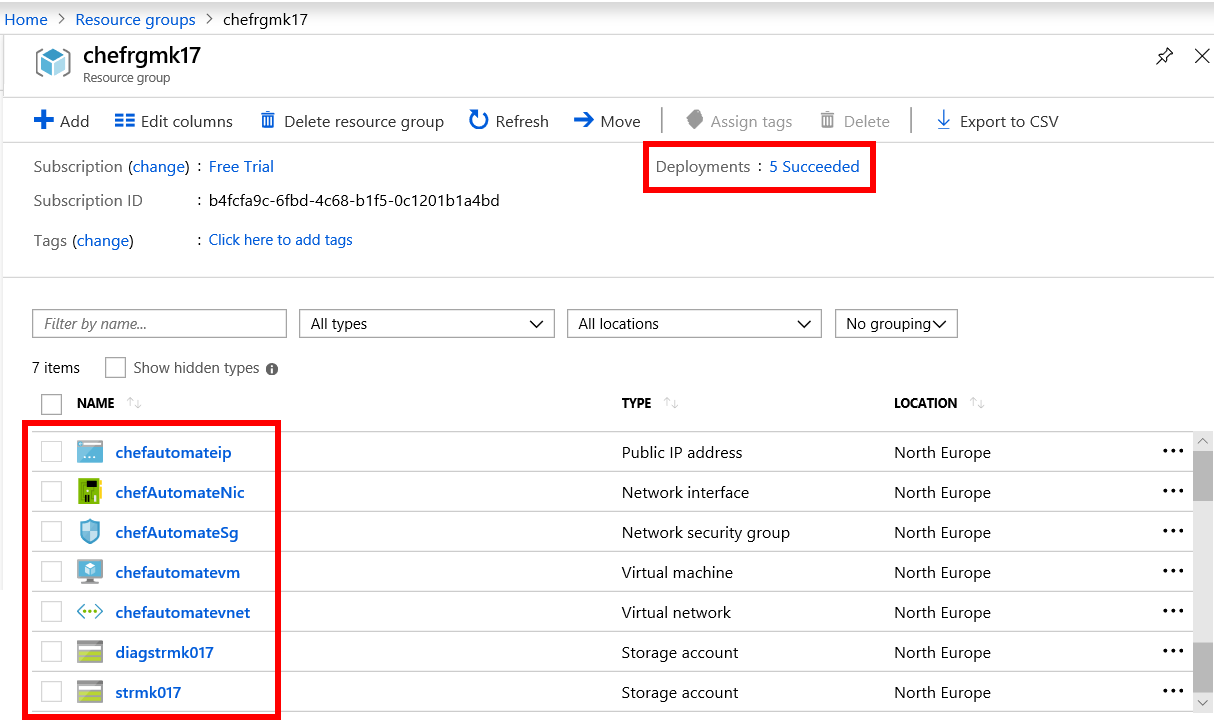 Home > Resource groups > chefrgmk17
chefrgmk17
Resource group
Add Edit columns Delete resource group Refresh Move Assign tags Delete Export to CSV
Subscription (change) : Free Trial Deployments : 5 Succeeded
Subscription ID : b4fcfa9c-6fbd-4c68-b1f5-0c1201b1a4bd
Tags (change) : Click here to add tags
Filter by name... All types All locations No grouping
7 items Show hidden types
NAME TYPE LOCATION
chefautomateip Public IP address North Europe
chefAutomateNic Network interface North Europe
chefAutomateSg Network security group North Europe
chefautomatevm Virtual machine North Europe
chefautomatevnet Virtual network North Europe
diagstrmk017 Storage account North Europe
strmk017 Storage account North Europe